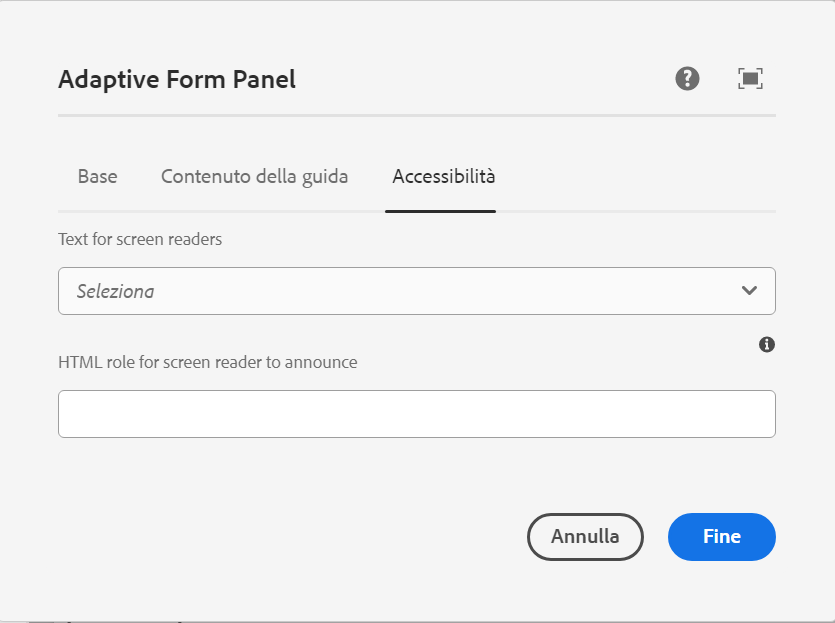 Adaptive Form Panel
Base Contenuto della guida Accessibilità
Text for screen readers
Seleziona
HTML role for screen reader to announce
Annulla Fine